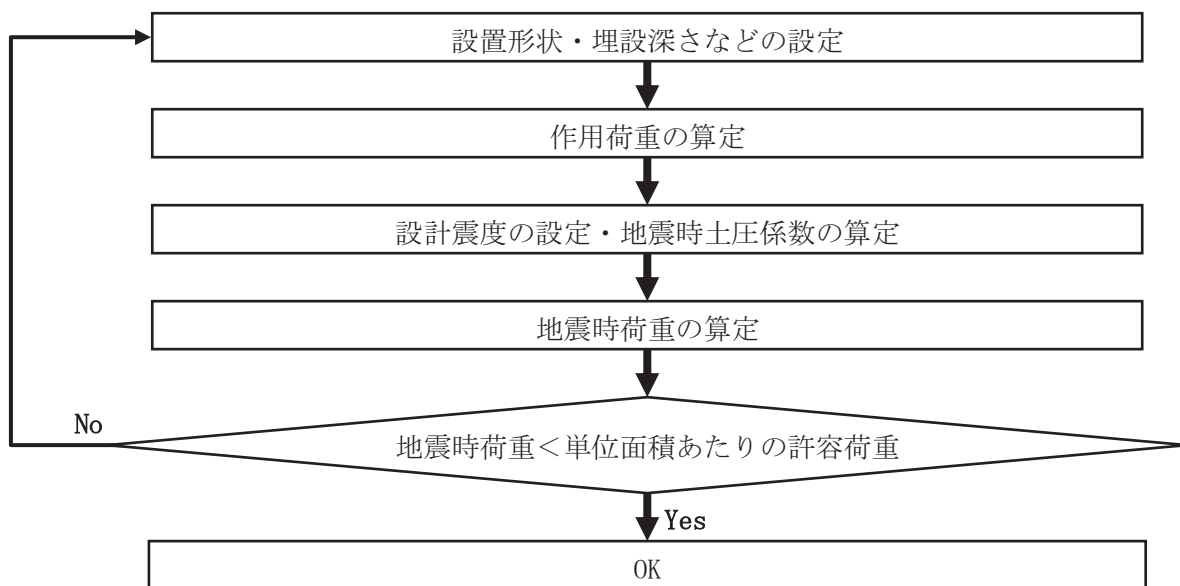 設置形状・埋設深さなどの設定
作用荷重の算定
設計震度の設定・地震時土圧係数の算定
地震時荷重の算定
No
地震時荷重＜単位面積あたりの許容荷重
Yes
OK